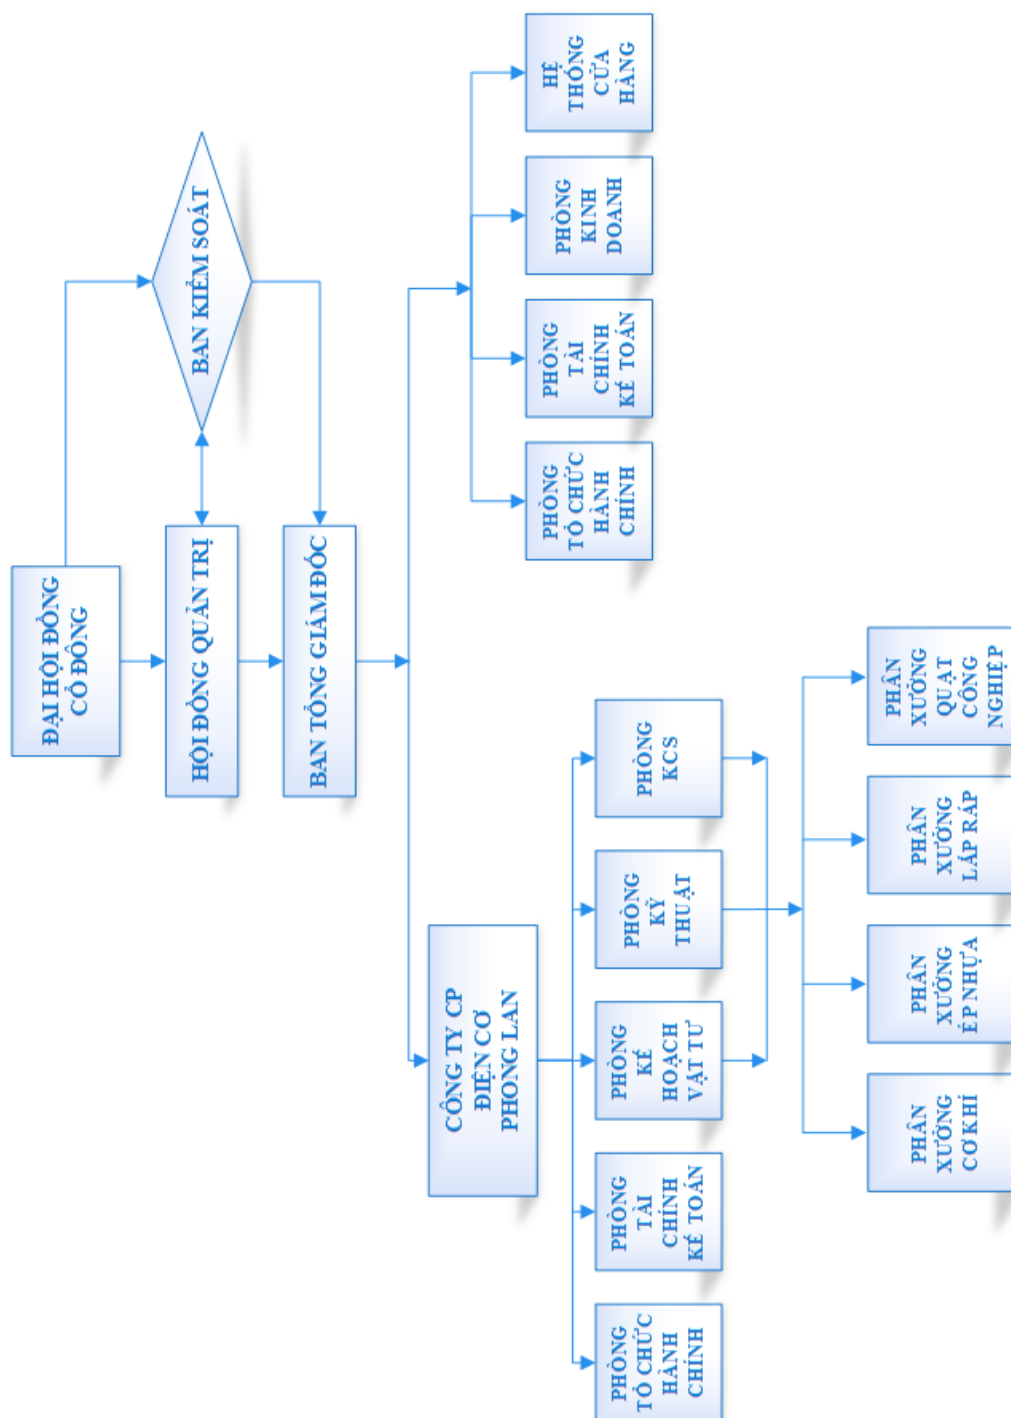 ĐẠI HỘI ĐỒNG
CỔ ĐÔNG
HỘI ĐỒNG QUẢN TRỊ
BAN KIỂM SOÁT
BAN TỔNG GIÁM ĐỐC
CÔNG TY CP
ĐIỆN CƠ
PHONG LAN
PHÒNG
TỔ CHỨC
HÀNH
CHÍNH
PHÒNG
TÀI
CHÍNH
KẾ TOÁN
PHÒNG
KINH
DOANH
HỆ
THỐNG
CỬA
HÀNG
PHÒNG
TỔ CHỨC
HÀNH
CHÍNH
PHÒNG
TÀI
CHÍNH
KẾ TOÁN
PHÒNG
KẾ
HOẠCH
VẬT TƯ
PHÒNG
KỸ
THUẬT
PHÒNG
KCS
PHÂN
XƯỞNG
CƠ KHÍ
PHÂN
XƯỞNG
ÉP NHỰA
PHÂN
XƯỞNG
LẮP RÁP
PHÂN
XƯỞNG
QUẠT
CÔNG
NGHIỆP